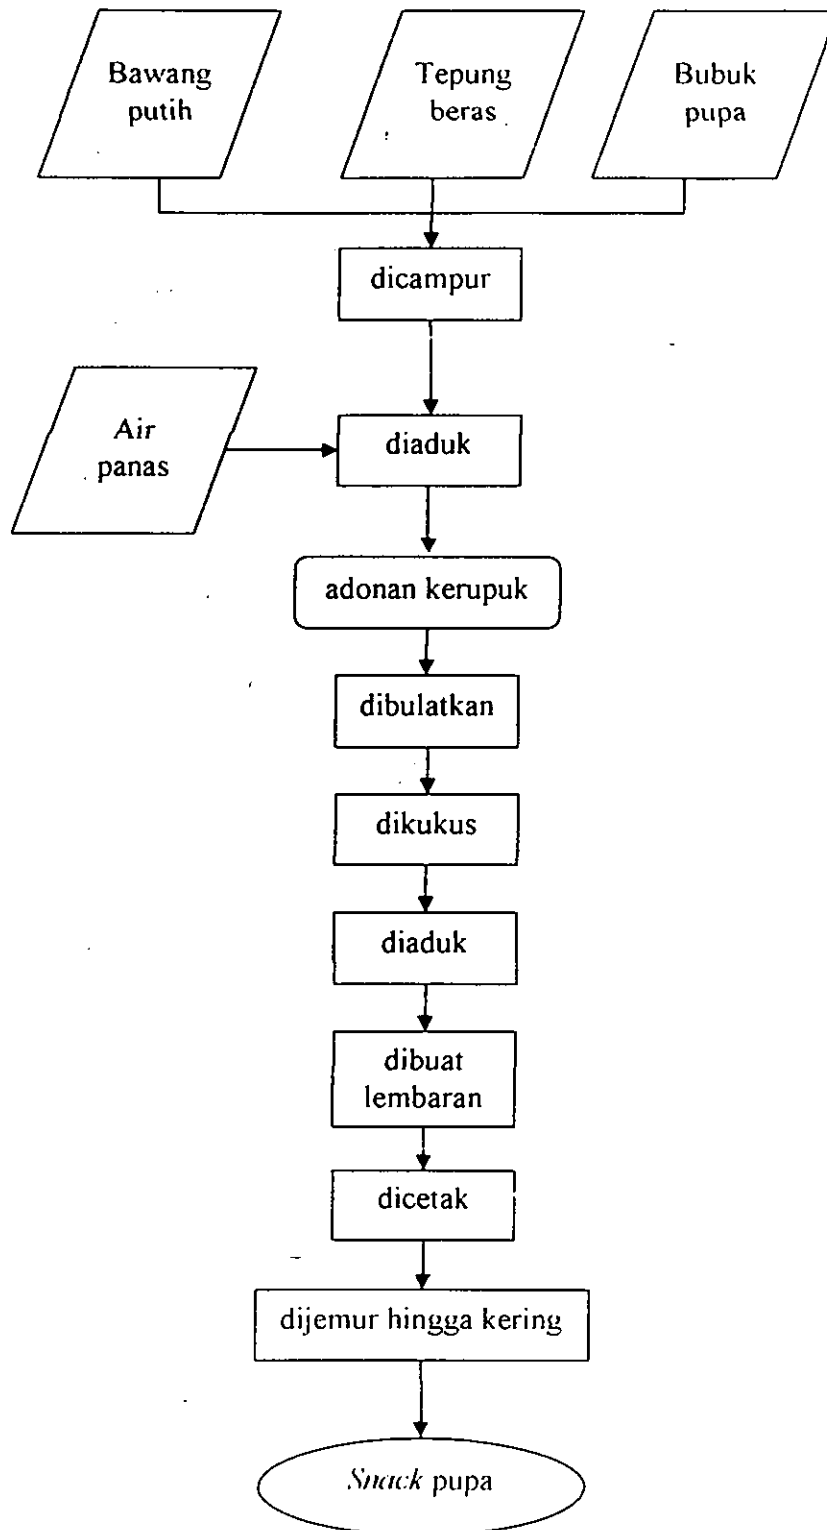 Bawang
putih
Tepung
beras
Bubuk
pupa
dicampur
Air
panas
diaduk
adonan kerupuk
dibulatkan
dikukus
diaduk
dibuat
lembaran
dicetak
dijemur hingga kering
Snack pupa